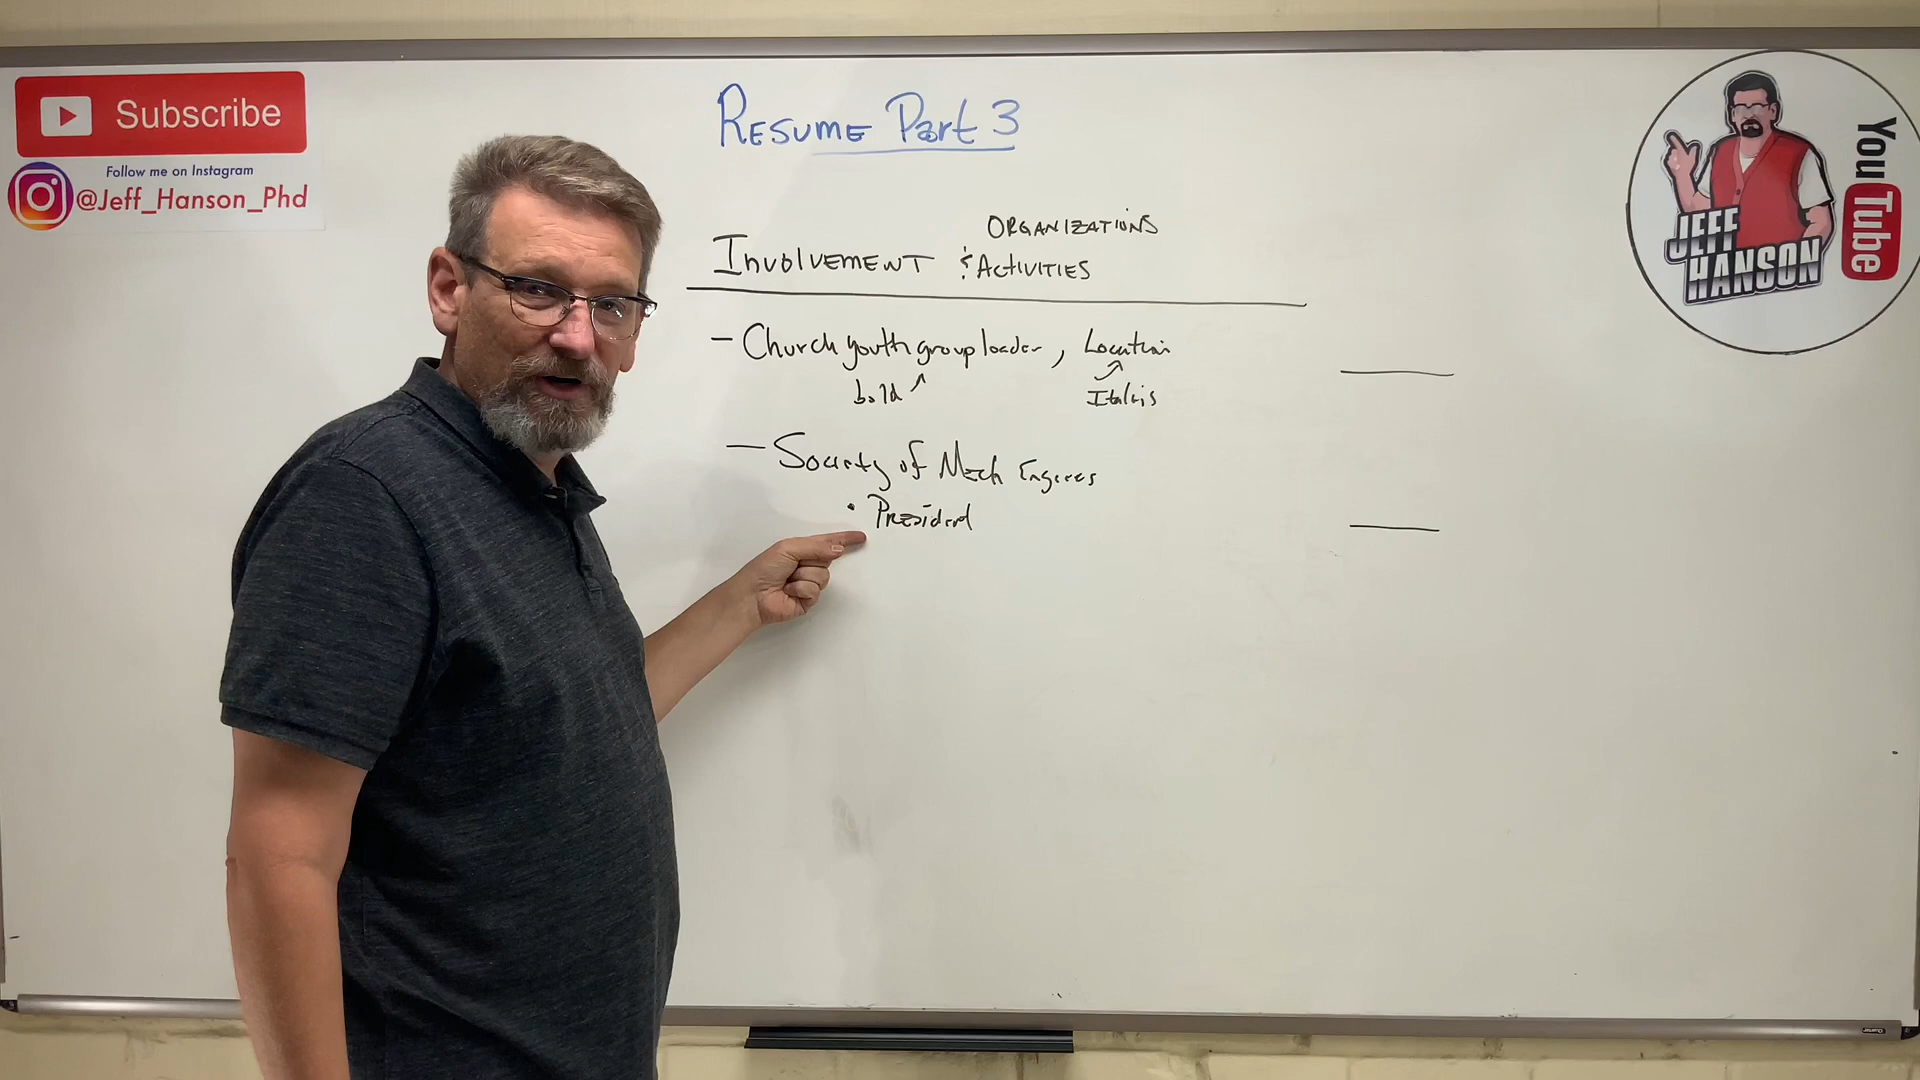 Subscribe
Follow me on Instagram
@Jeff_Hanson_Phd
RESUME Part 3
ORGANIZATIONS
INVOLVEMENT & ACTIVITIES
- Church youth group leader, Location
bold
Italics
- Society of Mech Engineers
• President
JEFF
HANSON
YouTube